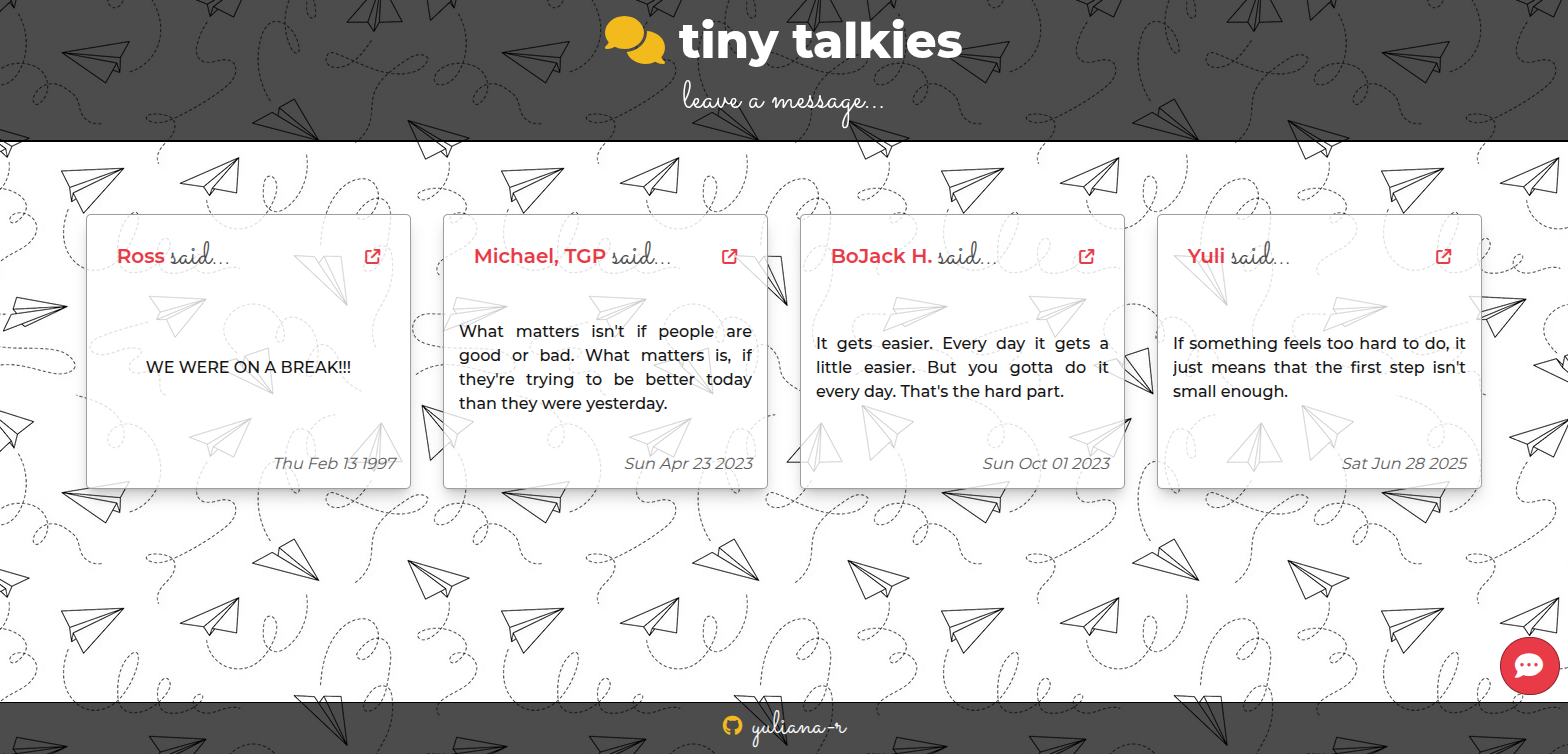 tiny talkies
leave a message...
Ross said...
WE WERE ON A BREAK!!!
Thu Feb 13 1997
Michael, TGP said...
What matters isn't if people are
good or bad. What matters is, if
they're trying to be better today
than they were yesterday.
Sun Apr 23 2023
BoJack H. said...
It gets easier. Every day it gets a
little easier. But you gotta do it
every day. That's the hard part.
Sun Oct 01 2023
Yuli said...
If something feels too hard to do, it
just means that the first step isn't
small enough.
Sat Jun 28 2025
yuliana-r